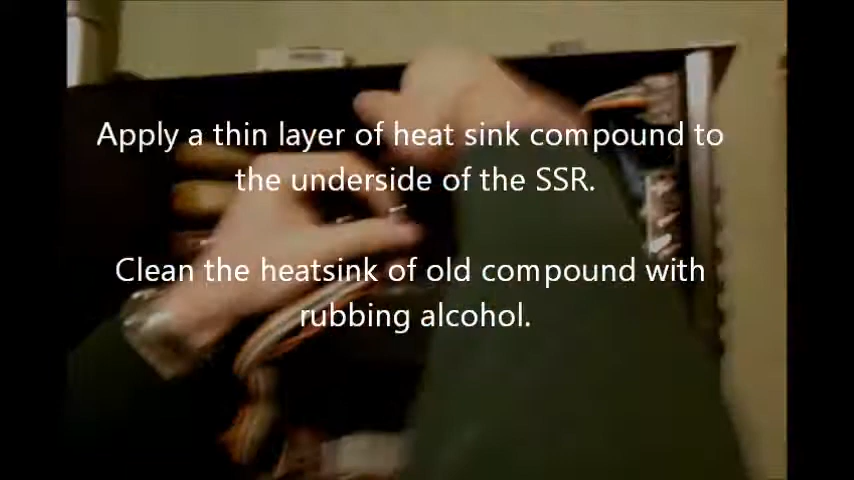 Apply a thin layer of heat sink compound to
the underside of the SSR.
Clean the heatsink of old compound with
rubbing alcohol.